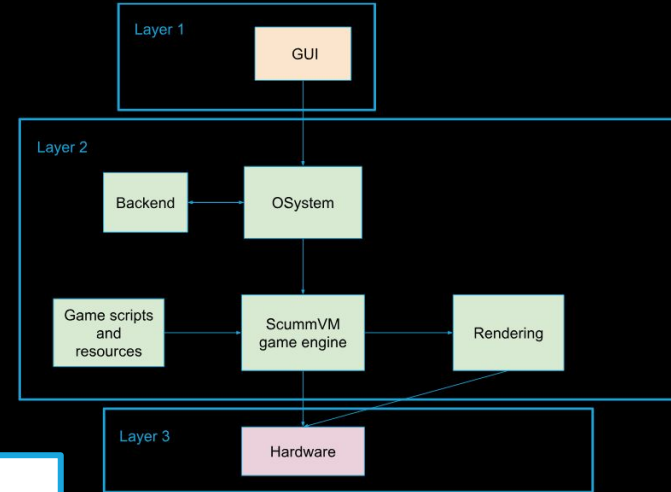 Layer 1
GUI
Layer 2
Backend
OSystem
Game scripts
and
resources
ScummVM
game engine
Rendering
Layer 3
Hardware